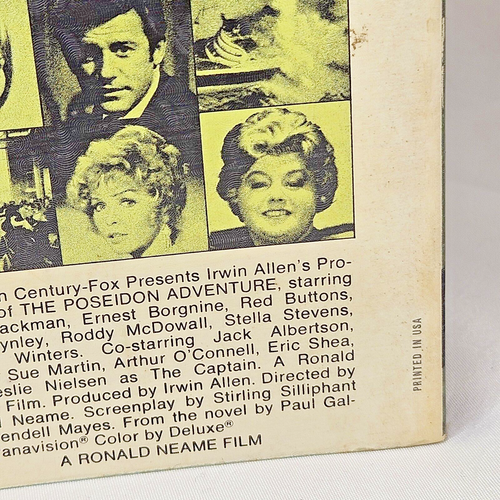 n Century-Fox Presents Irwin Allen's Pro-
of THE POSEIDON ADVENTURE, starring
ackman, Ernest Borgnine, Red Buttons,
ynley, Roddy McDowall, Stella Stevens,
Winters. Co-starring Jack Albertson,
Sue Martin, Arthur O'Connell, Eric Shea,
eslie Nielsen as The Captain. A Ronald
Film. Produced by Irwin Allen. Directed by
l Neame. Screenplay by Stirling Silliphant
endell Mayes. From the novel by Paul Gal-
anavision® Color by Deluxe®
A RONALD NEAME FILM
PRINTED IN USA